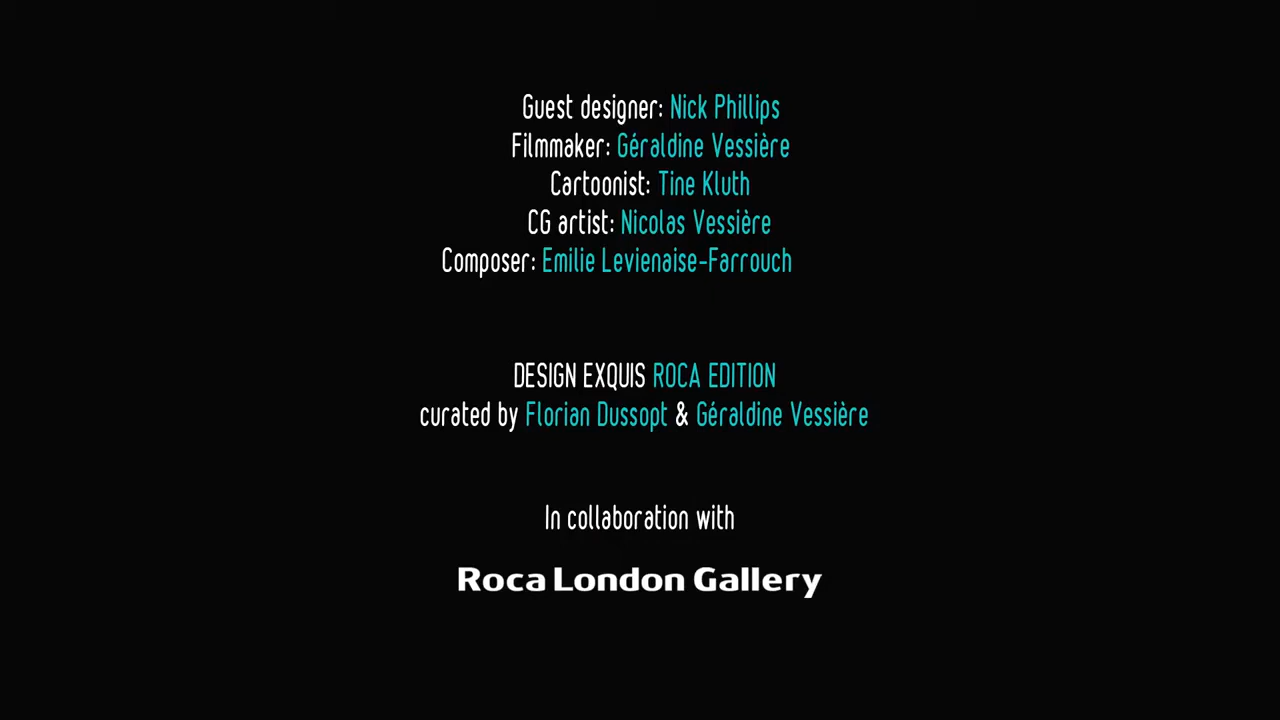 Guest designer: Nick Phillips
Filmmaker: Géraldine Vessière
Cartoonist: Tine Kluth
CG artist: Nicolas Vessière
Composer: Emilie Levienaise-Farrouch
DESIGN EXQUIS ROCA EDITION
curated by Florian Dussopt & Géraldine Vessière
In collaboration with
Roca London Gallery